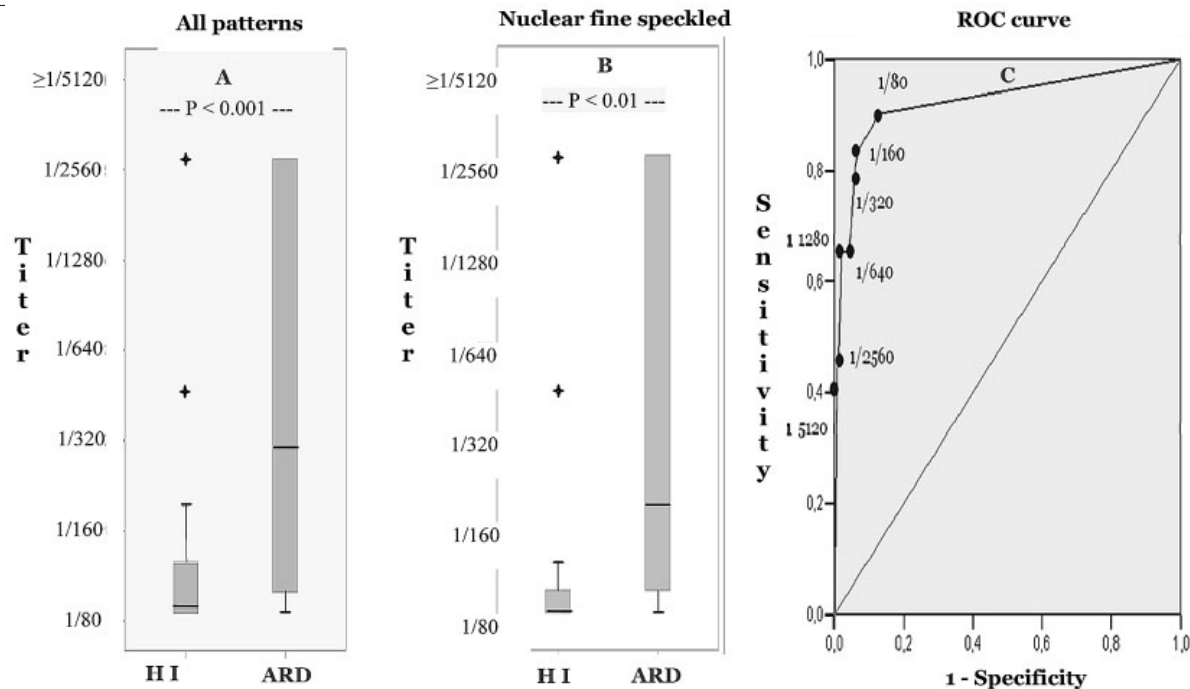 All patterns
A
--- P < 0.001 ---
≥1/5120
1/2560
1/1280
1/640
1/320
1/160
1/80
Titer
H I
ARD
Nuclear fine speckled
B
--- P < 0.01 ---
≥1/5120
1/2560
1/1280
1/640
1/320
1/160
1/80
Titer
H I
ARD
ROC curve
C
1,0
0,8
0,6
0,4
0,2
0,0
Sensitivity
1/80
1/160
1/320
1 1280
1/640
1/2560
1 5120
0,0
0,2
0,4
0,6
0,8
1,0
1 - Specificity